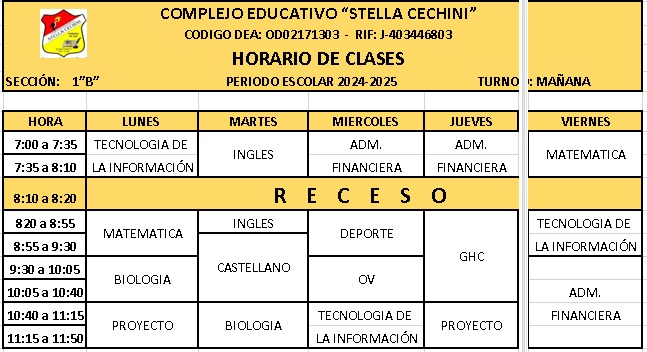 STELLA CECHINI
COMPLEJO EDUCATIVO “STELLA CECHINI”
CODIGO DEA: OD02171303 - RIF: J-403446803
HORARIO DE CLASES
SECCIÓN: 1”B” PERIODO ESCOLAR 2024-2025 TURNO: MAÑANA
HORA LUNES MARTES MIERCOLES JUEVES VIERNES
7:00 a 7:35 TECNOLOGIA DE INGLES ADM. ADM. MATEMATICA
7:35 a 8:10 LA INFORMACIÓN FINANCIERA FINANCIERA
8:10 a 8:20 R E C E S O
820 a 8:55 MATEMATICA INGLES DEPORTE GHC TECNOLOGIA DE
8:55 a 9:30 CASTELLANO LA INFORMACIÓN
9:30 a 10:05 BIOLOGIA OV
10:05 a 10:40 ADM.
10:40 a 11:15 PROYECTO BIOLOGIA TECNOLOGIA DE PROYECTO FINANCIERA
11:15 a 11:50 LA INFORMACIÓN